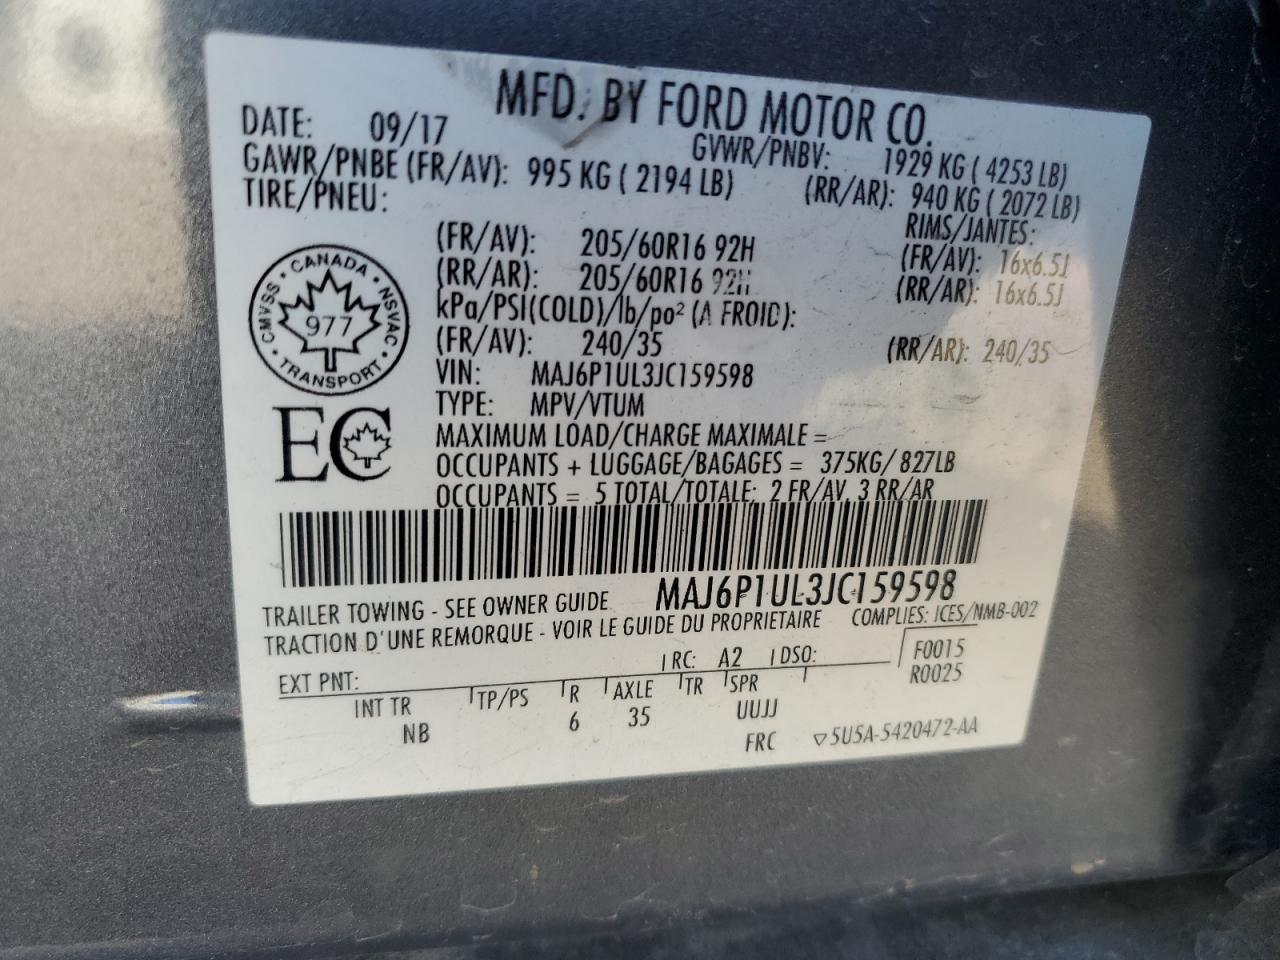 MFD. BY FORD MOTOR CO.
DATE: 09/17 GVWR/PNBV: 1929 KG ( 4253 LB)
GAWR/PNBE (FR/AV): 995 KG ( 2194 LB) (RR/AR): 940 KG ( 2072 LB)
TIRE/PNEU: RIMS/JANTES:
(FR/AV): 205/60R16 92H (FR/AV): 16x6.5J
(RR/AR): 205/60R16 92H (RR/AR): 16x6.5J
kPa/PSI(COLD)/lb/po² (A FROID):
(FR/AV): 240/35 (RR/AR): 240/35
CANADA
CMVSS NSVAC
977
TRANSPORT
VIN: MAJ6P1UL3JC159598
TYPE: MPV/VTUM
EC
MAXIMUM LOAD/CHARGE MAXIMALE =
OCCUPANTS + LUGGAGE/BAGAGES = 375KG/ 827LB
OCCUPANTS = 5 TOTAL/TOTALE: 2 FR/AV, 3 RR/AR
MAJ6P1UL3JC159598
TRAILER TOWING - SEE OWNER GUIDE COMPLIES: ICES/NMB-002
TRACTION D'UNE REMORQUE - VOIR LE GUIDE DU PROPRIETAIRE
EXT PNT: RC: A2 DSO: F0015
R0025
INT TR TP/PS R AXLE TR SPR
NB 6 35 UUJJ
FRC ▽5U5A-5420472-AA